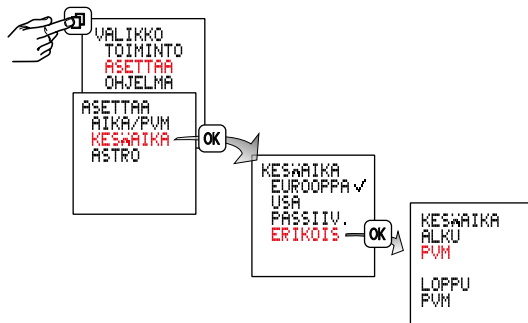 VALIKKO
TOIMINTO
ASETTAA
OHJELMA
ASETTAA
AIKA/PVM
KESÄAIKA
ASTRO
OK
KESÄAIKA
EUROOPPA ✓
USA
PASSIIV.
ERIKOIS
OK
KESÄAIKA
ALKU
PVM
LOPPU
PVM